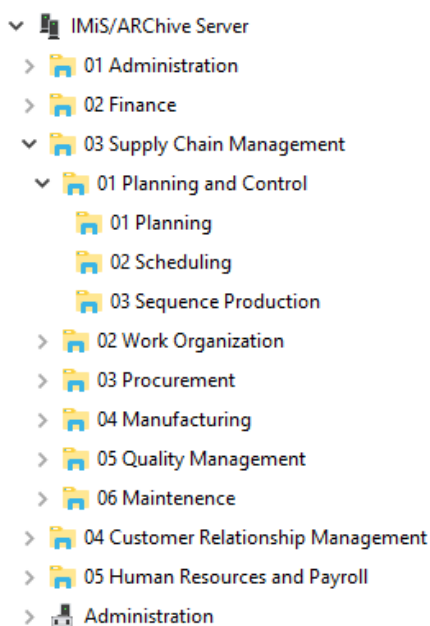 IMiS/ARChive Server
01 Administration
02 Finance
03 Supply Chain Management
01 Planning and Control
01 Planning
02 Scheduling
03 Sequence Production
02 Work Organization
03 Procurement
04 Manufacturing
05 Quality Management
06 Maintenence
04 Customer Relationship Management
05 Human Resources and Payroll
Administration